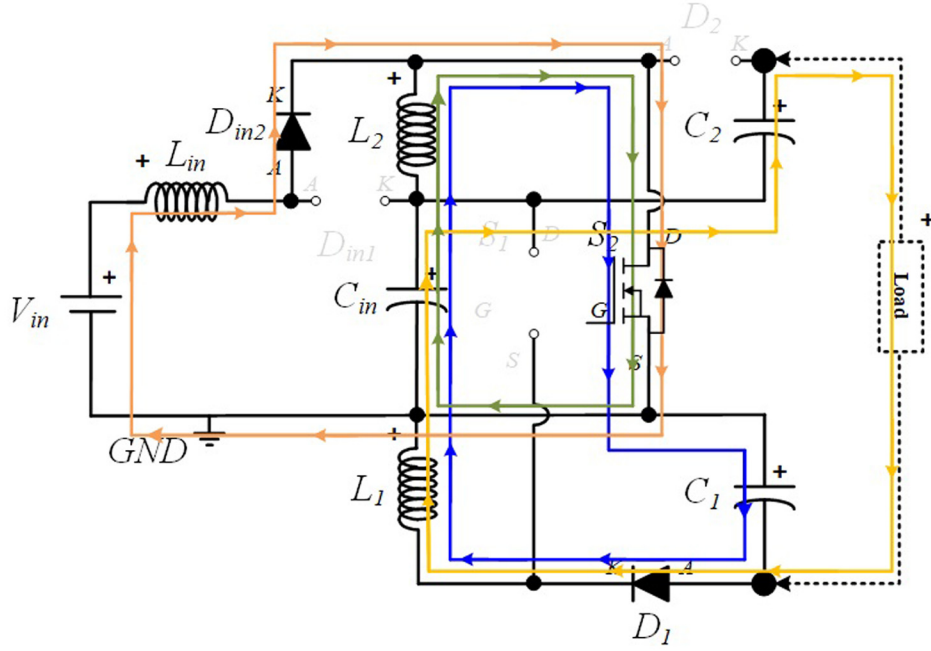 D2
A K
+ +
K
Din2 L2 C2
+ Lin
A A K
+
S1 D S2 D
Din1 +
+ Cin
Vin G G Load
S S
GND +
+
L1 C1
K A
D1